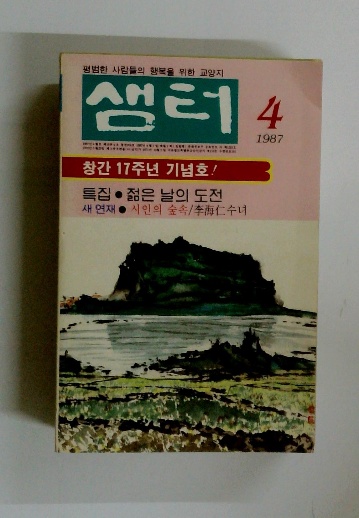 평범한 사람들의 행복을 위한 교양지
샘터
4
1987
창간 17주년 기념호!
특집 ● 젊은 날의 도전
새 연재 ● 시인의 숲속/李海仁수녀